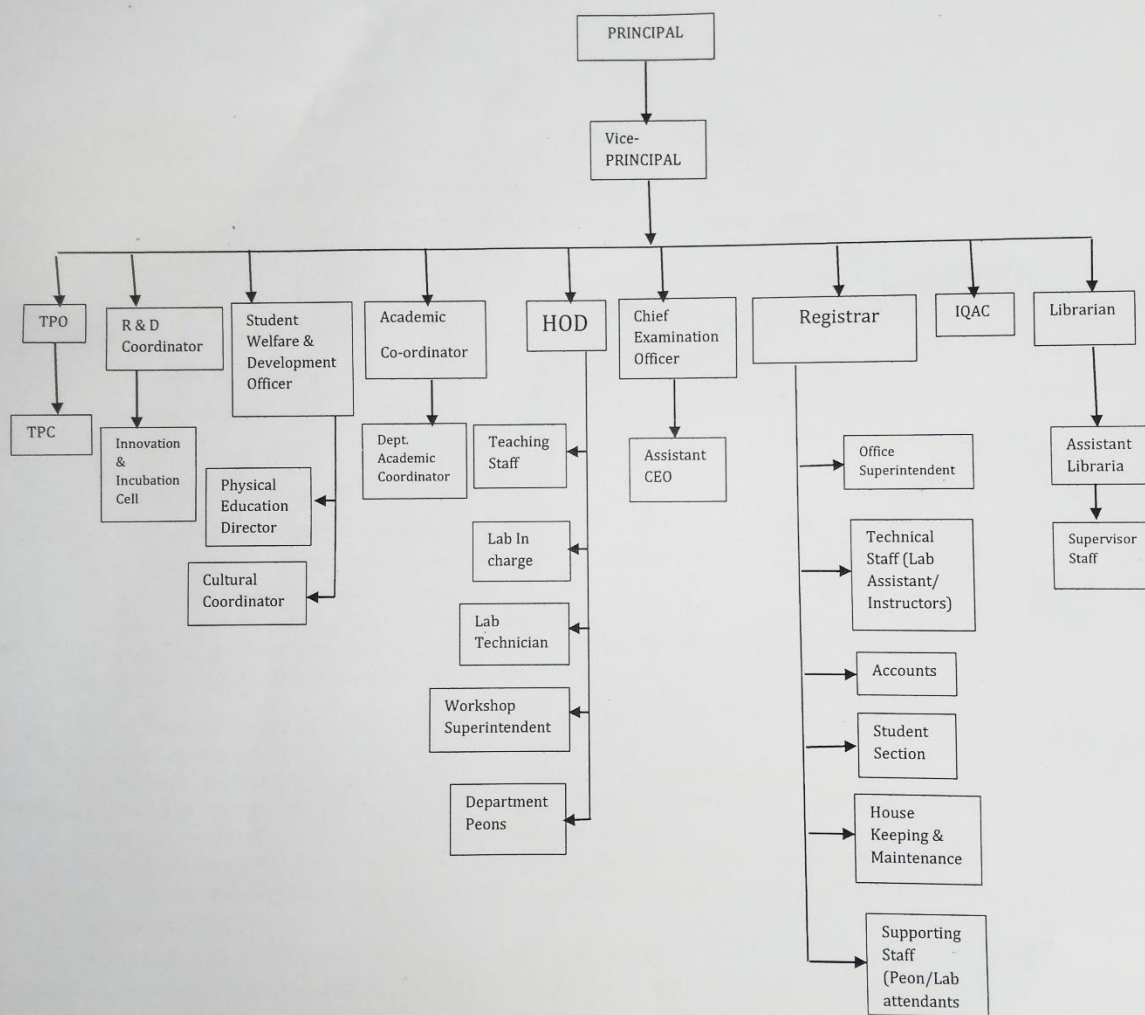 PRINCIPAL
Vice-
PRINCIPAL
TPO
R & D
Coordinator
Student
Welfare &
Development
Officer
Academic
Co-ordinator
HOD
Chief
Examination
Officer
Registrar
IQAC
Librarian
TPC
Innovation
&
Incubation
Cell
Physical
Education
Director
Cultural
Coordinator
Dept.
Academic
Coordinator
Teaching
Staff
Lab In
charge
Lab
Technician
Workshop
Superintendent
Department
Peons
Assistant
CEO
Office
Superintendent
Technical
Staff (Lab
Assistant/
Instructors)
Accounts
Student
Section
House
Keeping &
Maintenance
Supporting
Staff
(Peon/Lab
attendants
Assistant
Libraria
Supervisor
Staff